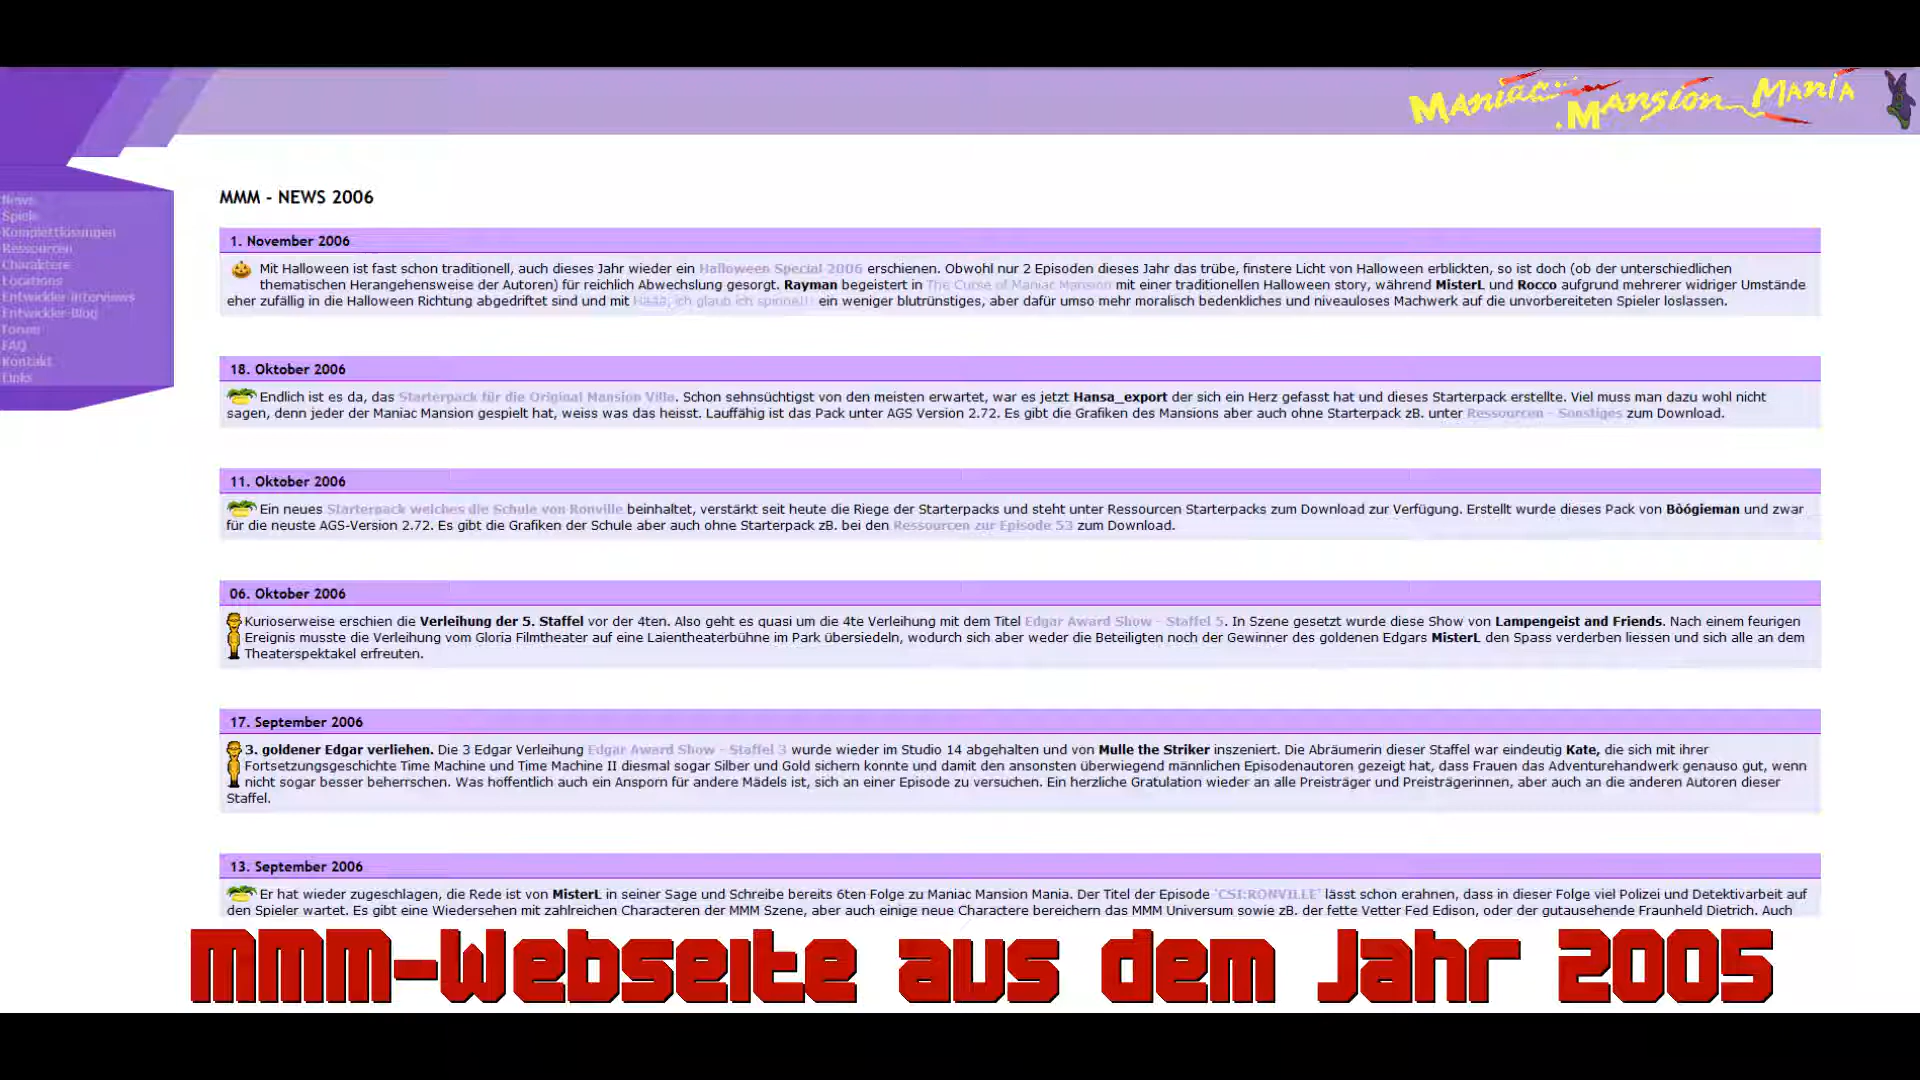 Maniac Mansion Mania
News
Spiele
Komplettlösungen
Ressourcen
Charaktere
Locations
Entwickler-Interviews
Entwickler-Blog
Forum
FAQ
Kontakt
Links
MMM - NEWS 2006
1. November 2006
Mit Halloween ist fast schon traditionell, auch dieses Jahr wieder ein Halloween Special 2006 erschienen. Obwohl nur 2 Episoden dieses Jahr das trübe, finstere Licht von Halloween erblickten, so ist doch (ob der unterschiedlichen
thematischen Herangehensweise der Autoren) für reichlich Abwechslung gesorgt. Rayman begeistert in The Curse of Maniac Mansion mit einer traditionellen Halloween story, während MisterL und Rocco aufgrund mehrerer widriger Umstände
eher zufällig in die Halloween Richtung abgedriftet sind und mit Häää, ich glaub ich spinne!! ein weniger blutrünstiges, aber dafür umso mehr moralisch bedenkliches und niveauloses Machwerk auf die unvorbereiteten Spieler loslassen.
18. Oktober 2006
Endlich ist es da, das Starterpack für die Original Mansion Villa. Schon sehnsüchtigst von den meisten erwartet, war es jetzt Hansa_export der sich ein Herz gefasst hat und dieses Starterpack erstellte. Viel muss man dazu wohl nicht
sagen, denn jeder der Maniac Mansion gespielt hat, weiss was das heisst. Lauffähig ist das Pack unter AGS Version 2.72. Es gibt die Grafiken des Mansions aber auch ohne Starterpack zB. unter Ressourcen - Sonstiges zum Download.
11. Oktober 2006
Ein neues Starterpack welches die Schule von Ronville beinhaltet, verstärkt seit heute die Riege der Starterpacks und steht unter Ressourcen Starterpacks zum Download zur Verfügung. Erstellt wurde dieses Pack von Bòógieman und zwar
für die neuste AGS-Version 2.72. Es gibt die Grafiken der Schule aber auch ohne Starterpack zB. bei den Ressourcen zur Episode 53 zum Download.
06. Oktober 2006
Kurioserweise erschien die Verleihung der 5. Staffel vor der 4ten. Also geht es quasi um die 4te Verleihung mit dem Titel Edgar Award Show - Staffel 5. In Szene gesetzt wurde diese Show von Lampengeist and Friends. Nach einem feurigen
Ereignis musste die Verleihung vom Gloria Filmtheater auf eine Laientheaterbühne im Park übersiedeln, wodurch sich aber weder die Beteiligten noch der Gewinner des goldenen Edgars MisterL den Spass verderben liessen und sich alle an dem
Theaterspektakel erfreuten.
17. September 2006
3. goldener Edgar verliehen. Die 3 Edgar Verleihung Edgar Award Show - Staffel 3 wurde wieder im Studio 14 abgehalten und von Mulle the Striker inszeniert. Die Abräumerin dieser Staffel war eindeutig Kate, die sich mit ihrer
Fortsetzungsgeschichte Time Machine und Time Machine II diesmal sogar Silber und Gold sichern konnte und damit den ansonsten überwiegend männlichen Episodenautoren gezeigt hat, dass Frauen das Adventurehandwerk genauso gut, wenn
nicht sogar besser beherrschen. Was hoffentlich auch ein Ansporn für andere Mädels ist, sich an einer Episode zu versuchen. Ein herzliche Gratulation wieder an alle Preisträger und Preisträgerinnen, aber auch an die anderen Autoren dieser
Staffel.
13. September 2006
Er hat wieder zugeschlagen, die Rede ist von MisterL in seiner Sage und Schreibe bereits 6ten Folge zu Maniac Mansion Mania. Der Titel der Episode 'CSI:RONVILLE' lässt schon erahnen, dass in dieser Folge viel Polizei und Detektivarbeit auf
den Spieler wartet. Es gibt eine Wiedersehen mit zahlreichen Characteren der MMM Szene, aber auch einige neue Charactere bereichern das MMM Universum sowie zB. der fette Vetter Fed Edison, oder der gutausehende Fraunheld Dietrich. Auch
MMM-Webseite aus dem Jahr 2005